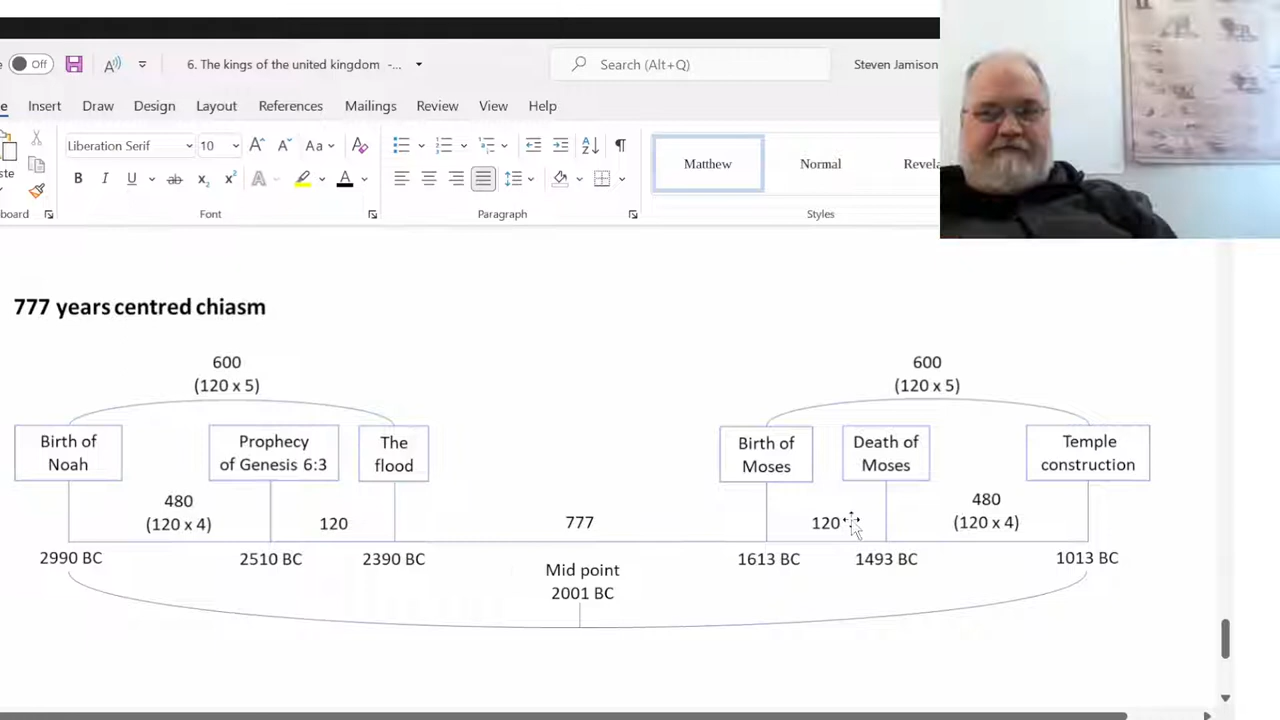 Off
6. The kings of the united kingdom -...
Search (Alt+Q)
Steven Jamison
Insert Draw Design Layout References Mailings Review View Help
Liberation Serif 10
Aa
Matthew
Normal
B I U ab x₂ x² A A
Font
Paragraph
Styles
777 years centred chiasm
600
(120 x 5)
600
(120 x 5)
Birth of
Noah
Prophecy
of Genesis 6:3
The
flood
Birth of
Moses
Death of
Moses
Temple
construction
480
(120 x 4)
120
777
120
480
(120 x 4)
2990 BC
2510 BC
2390 BC
1613 BC
1493 BC
1013 BC
Mid point
2001 BC